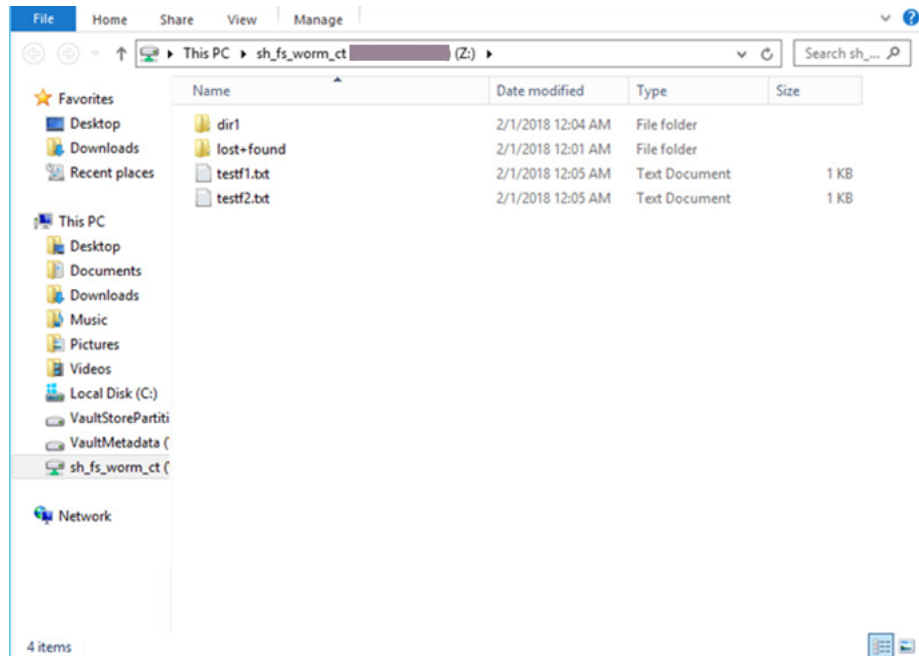 File Home Share View Manage
This PC sh_fs_worm_ct (Z:) Search sh_...
Name Date modified Type Size
Favorites
Desktop
Downloads
Recent places
This PC
Desktop
Documents
Downloads
Music
Pictures
Videos
Local Disk (C:)
VaultStorePartiti
VaultMetadata (
sh_fs_worm_ct (
Network
dir1 2/1/2018 12:04 AM File folder
lost+found 2/1/2018 12:01 AM File folder
testf1.txt 2/1/2018 12:05 AM Text Document 1 KB
testf2.txt 2/1/2018 12:05 AM Text Document 1 KB
4 items